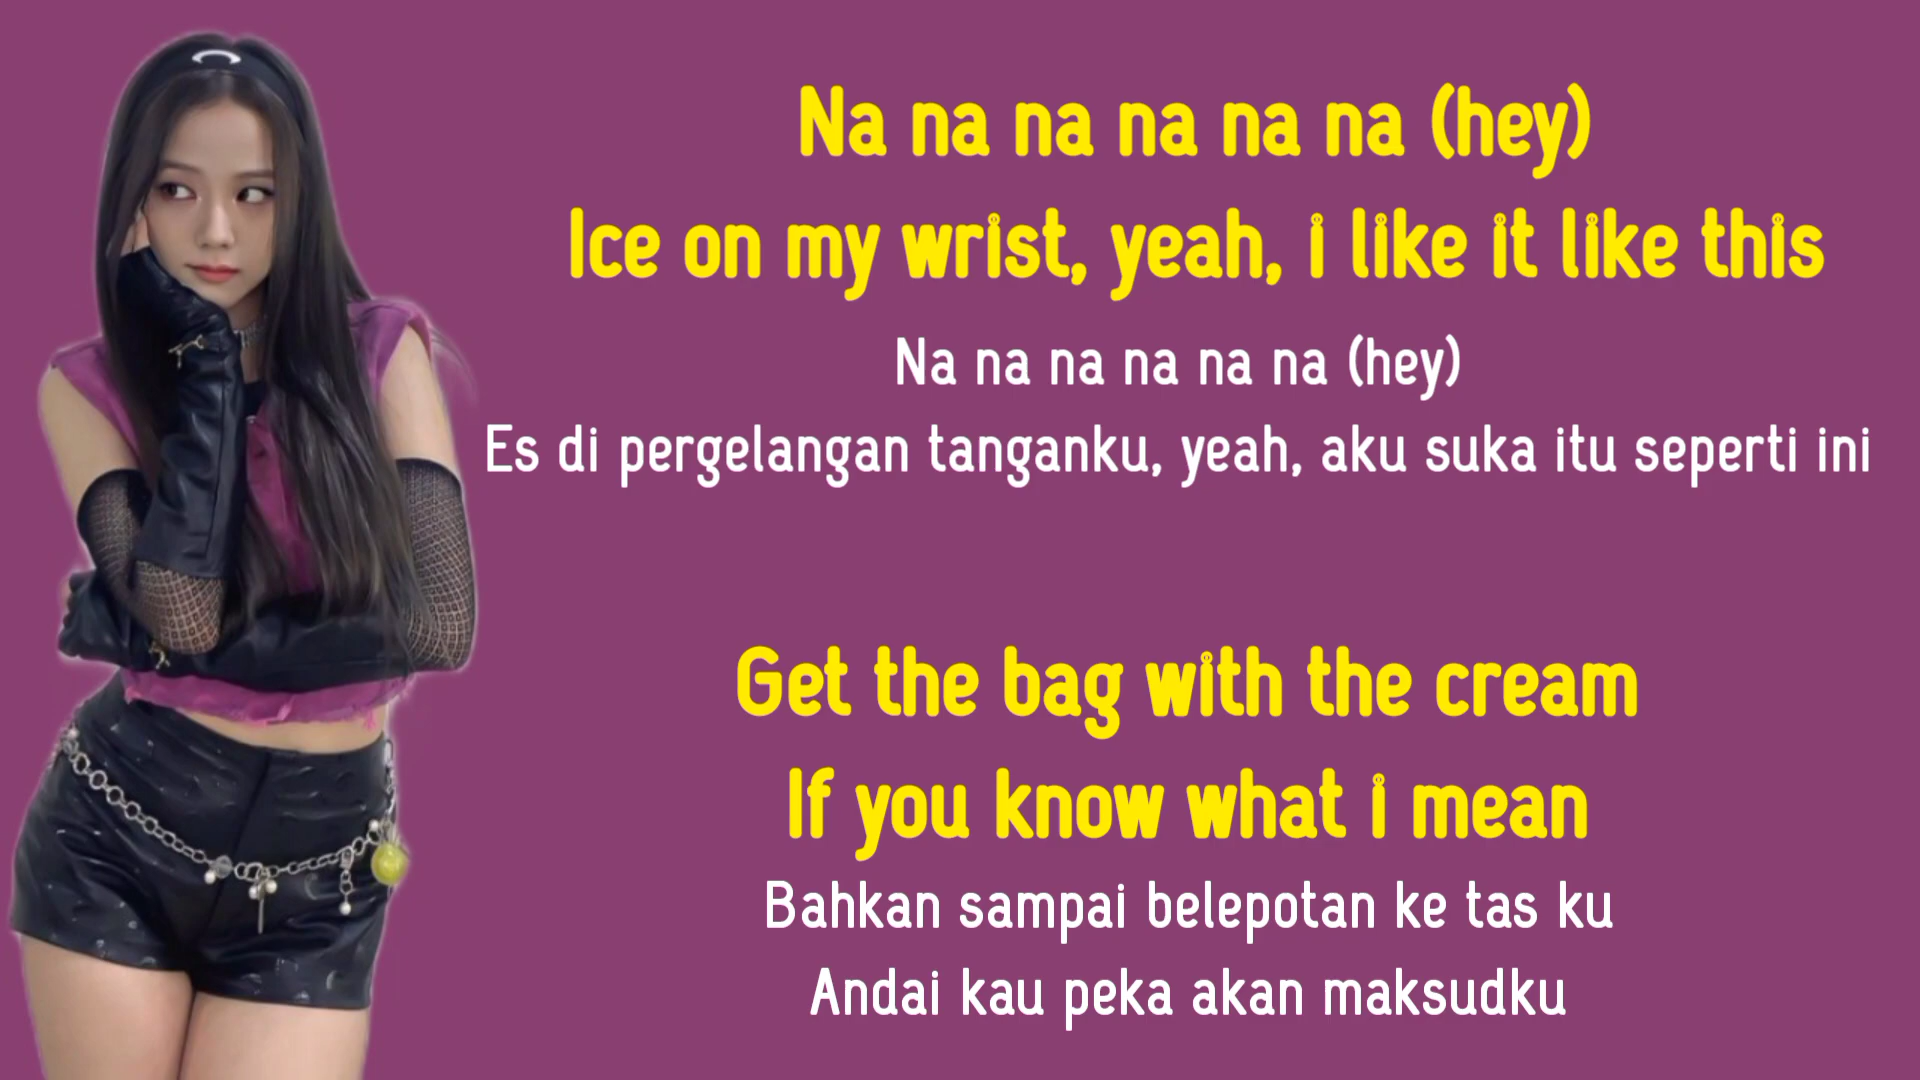 Na na na na na na (hey)
Ice on my wrist, yeah, i like it like this
Na na na na na na (hey)
Es di pergelangan tanganku, yeah, aku suka itu seperti ini
Get the bag with the cream
If you know what i mean
Bahkan sampai belepotan ke tas ku
Andai kau peka akan maksudku